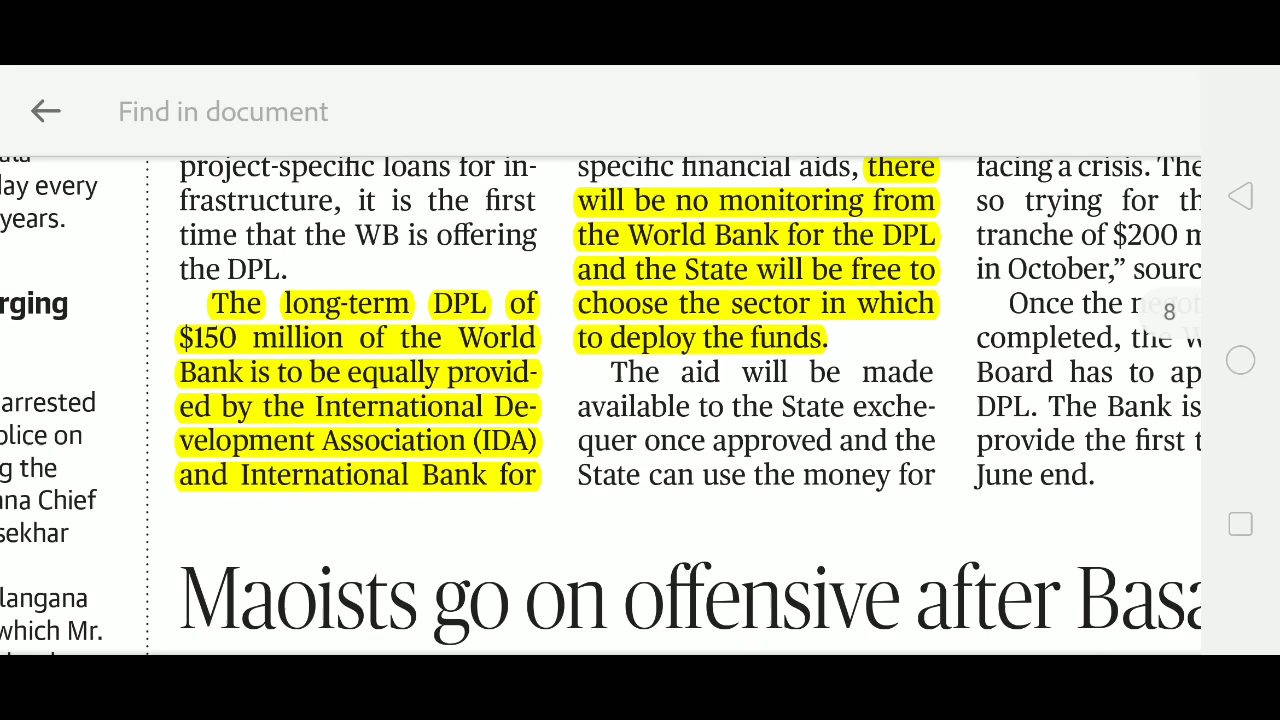 Find in document
day every
years.
rging
arrested
olice on
g the
ana Chief
sekhar
langana
which Mr.
project-specific loans for in-
frastructure, it is the first
time that the WB is offering
the DPL.
The long-term DPL of
$150 million of the World
Bank is to be equally provid-
ed by the International De-
velopment Association (IDA)
and International Bank for
specific financial aids, there
will be no monitoring from
the World Bank for the DPL
and the State will be free to
choose the sector in which
to deploy the funds.
The aid will be made
available to the State exche-
quer once approved and the
State can use the money for
facing a crisis. The
so trying for th
tranche of $200 m
in October,” sourc
Once the negot
completed, the W
Board has to ap
DPL. The Bank is
provide the first t
June end.
8
Maoists go on offensive after Basa